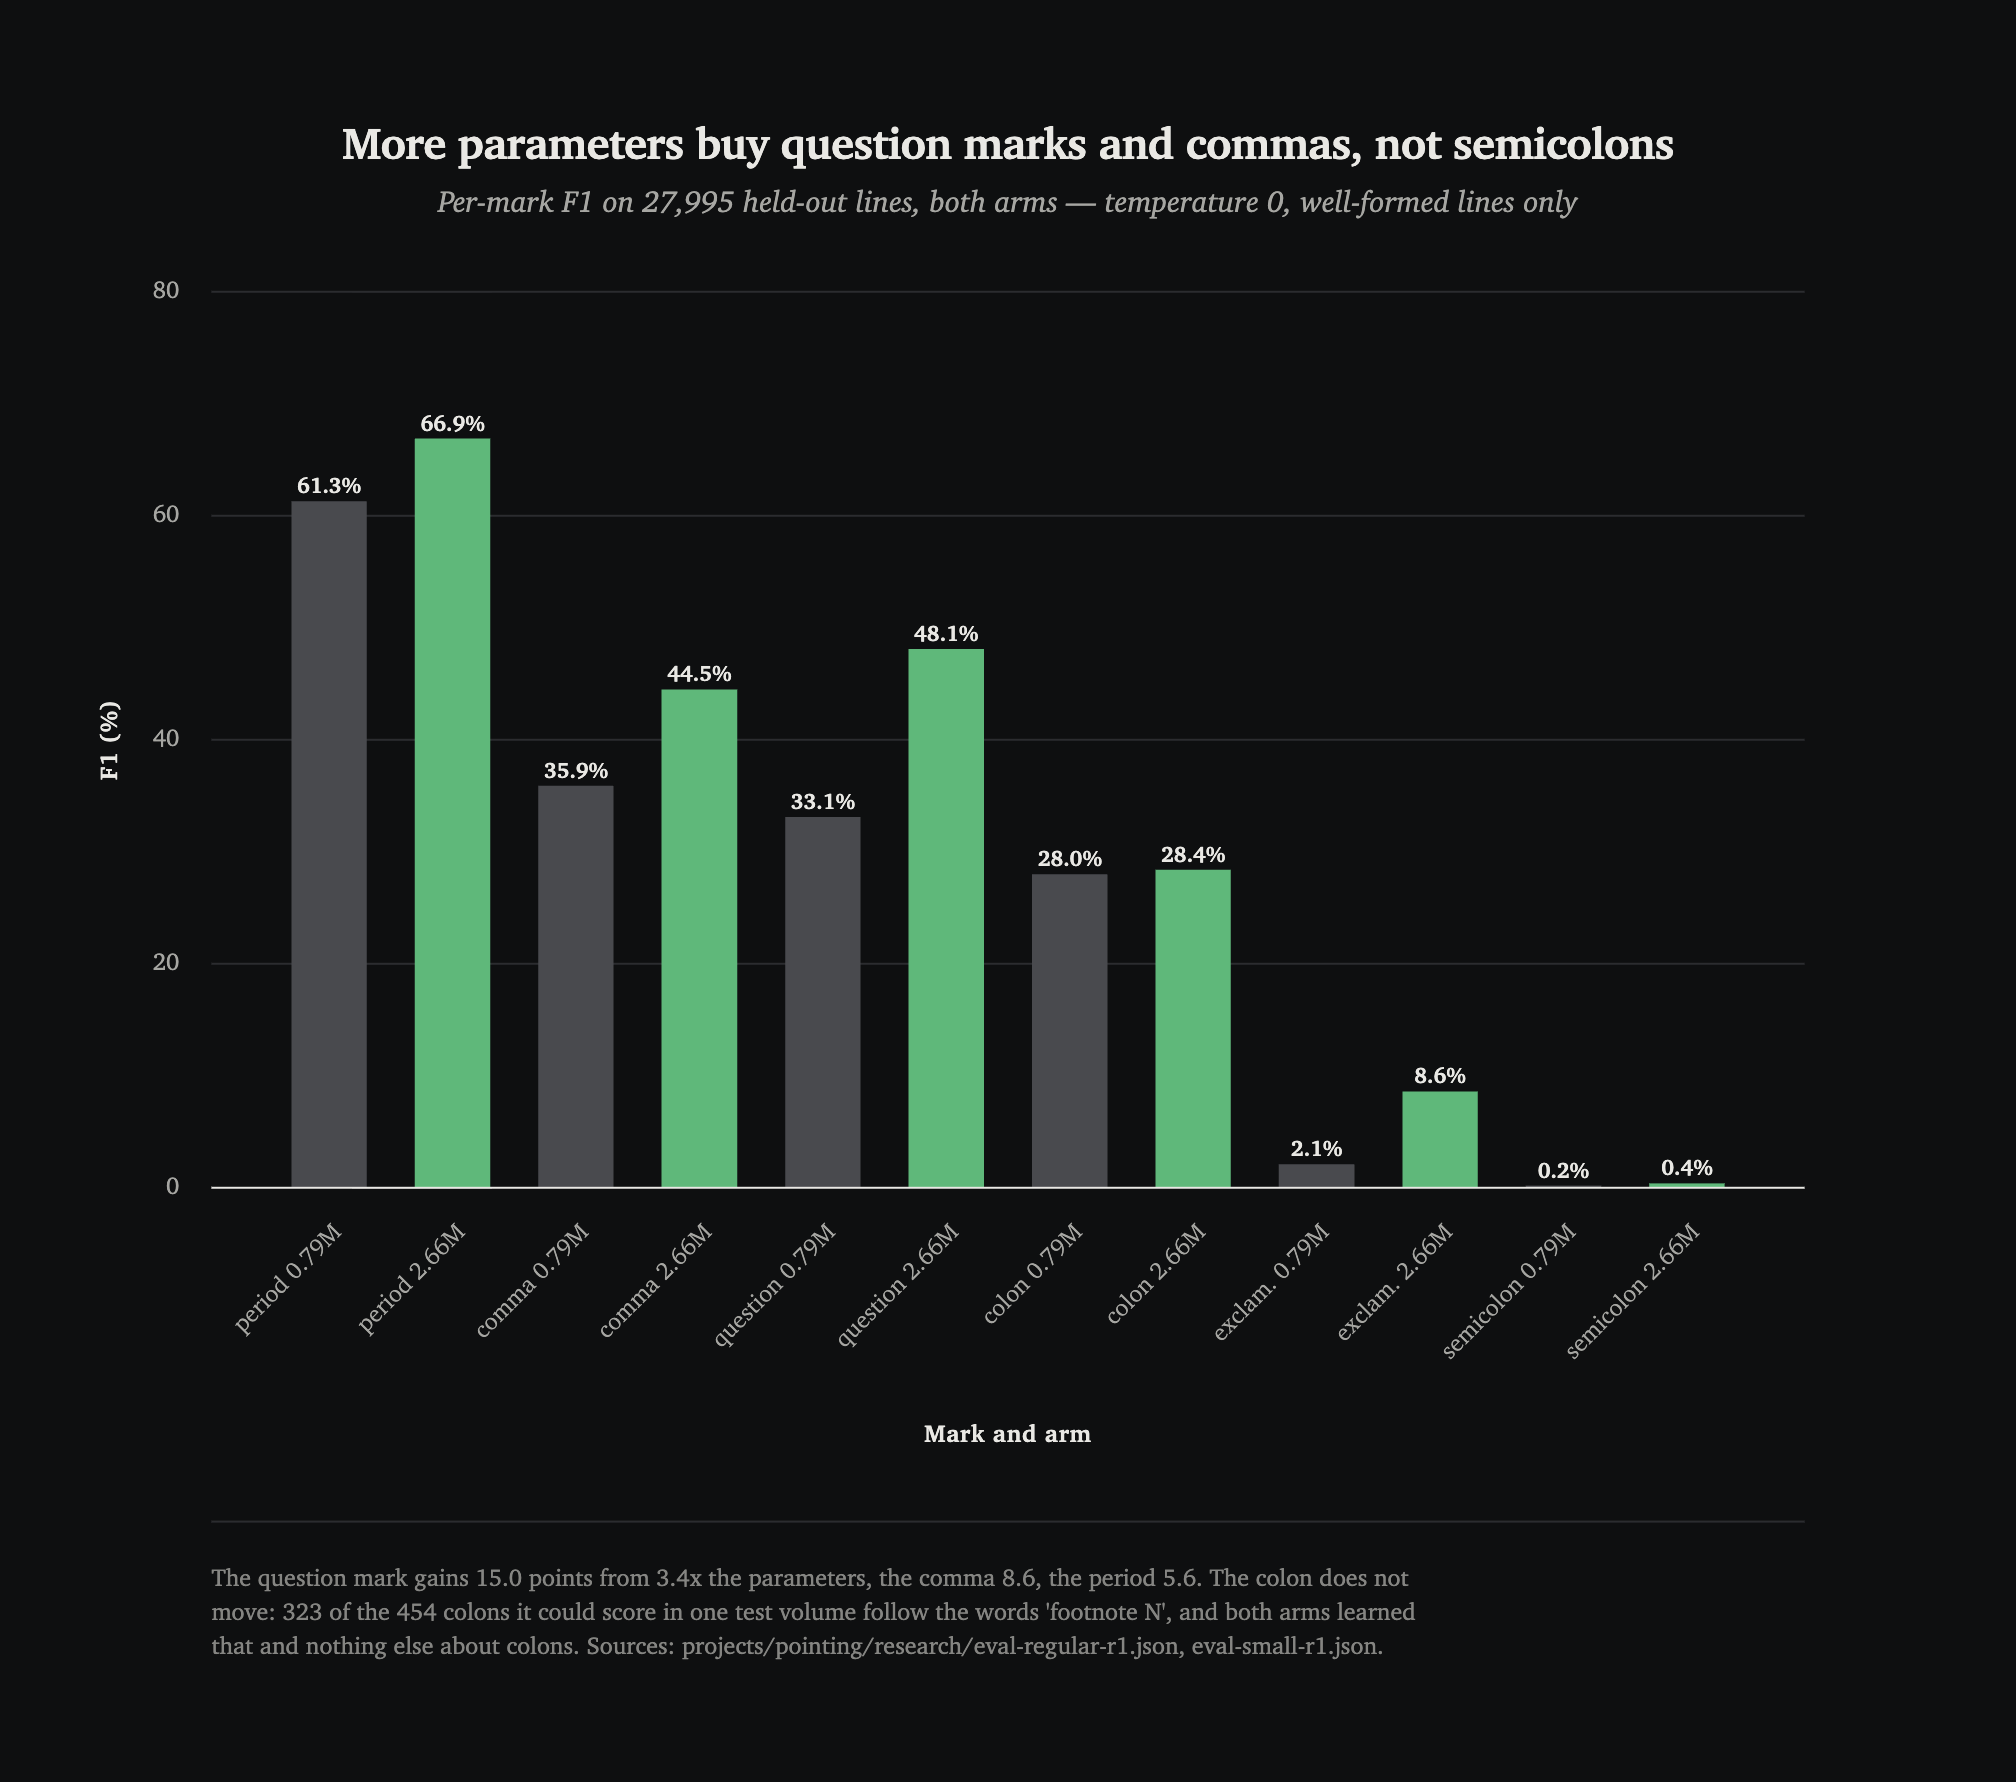 More parameters buy question marks and commas, not semicolons
Per-mark F1 on 27,995 held-out lines, both arms — temperature 0, well-formed lines only
80
60
40
20
0
F1 (%)
61.3%
66.9%
35.9%
44.5%
33.1%
48.1%
28.0%
28.4%
2.1%
8.6%
0.2%
0.4%
period 0.79M
period 2.66M
comma 0.79M
comma 2.66M
question 0.79M
question 2.66M
colon 0.79M
colon 2.66M
exclam. 0.79M
exclam. 2.66M
semicolon 0.79M
semicolon 2.66M
Mark and arm
The question mark gains 15.0 points from 3.4x the parameters, the comma 8.6, the period 5.6. The colon does not
move: 323 of the 454 colons it could score in one test volume follow the words 'footnote N', and both arms learned
that and nothing else about colons. Sources: projects/pointing/research/eval-regular-r1.json, eval-small-r1.json.